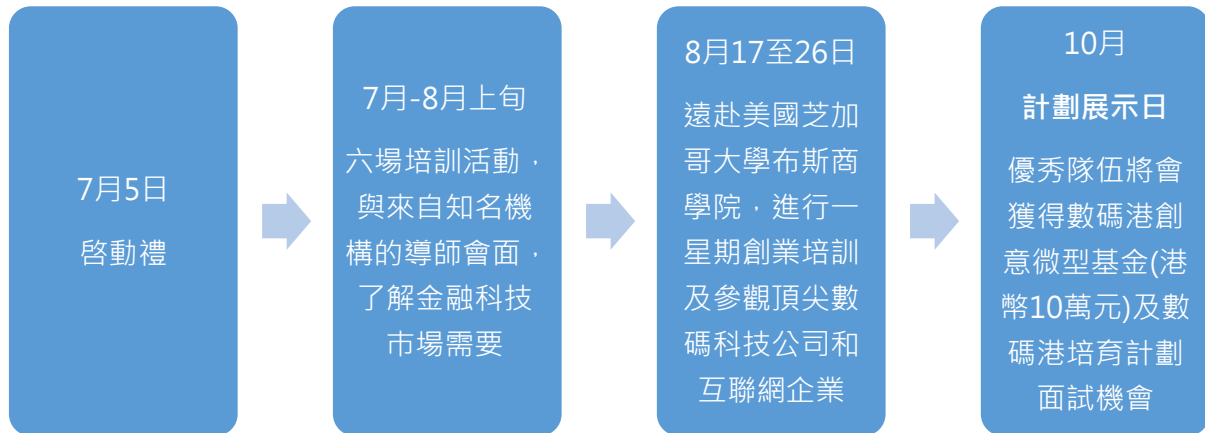 7月5日
啓動禮
7月-8月上旬
六場培訓活動，
與來自知名機
構的導師會面，
了解金融科技
市場需要
8月17至26日
遠赴美國芝加
哥大學布斯商
學院，進行一
星期創業培訓
及參觀頂尖數
碼科技公司和
互聯網企業
10月
計劃展示日
優秀隊伍將會
獲得數碼港創
意微型基金(港
幣10萬元)及數
碼港培育計劃
面試機會